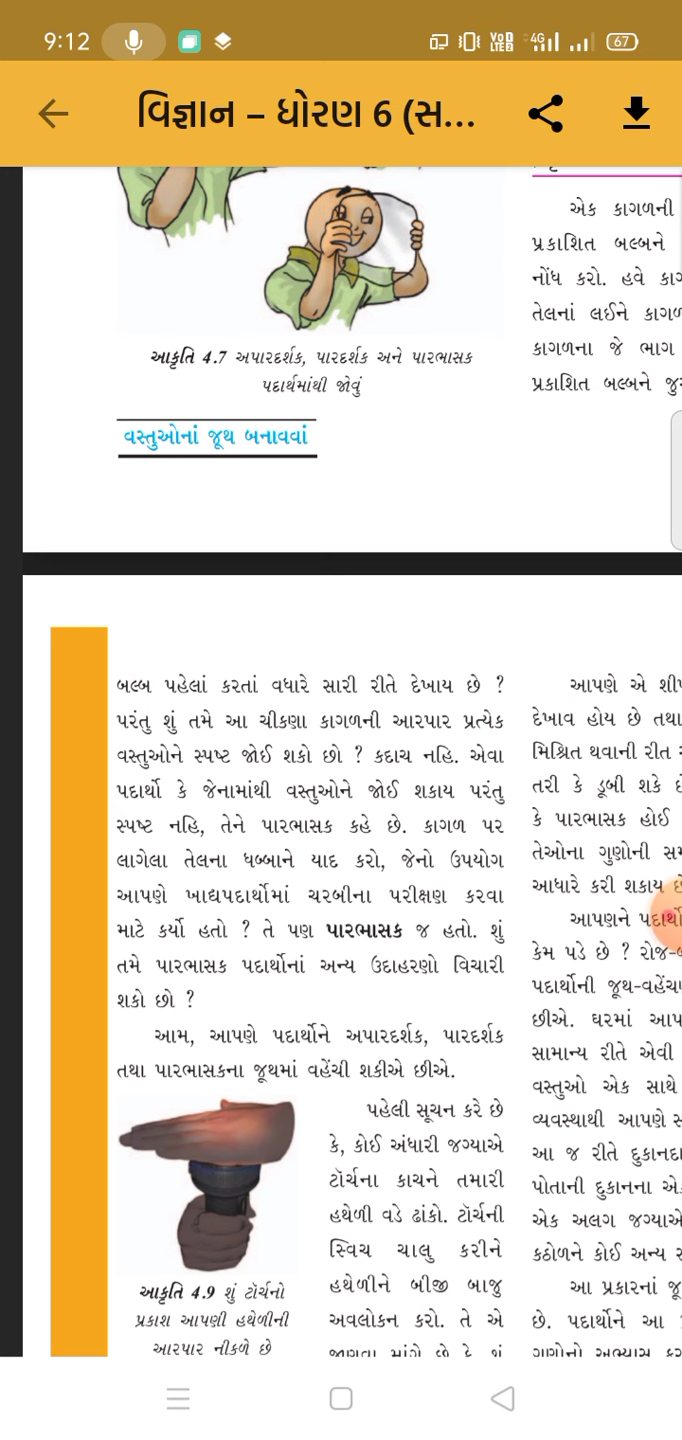 9:12
VoD
LTE
4G
67
વિજ્ઞાન – ધોરણ 6 (સ...
આકૃતિ 4.7 અપારદર્શક, પારદર્શક અને પારભાસક
પદાર્થમાંથી જોવું
વસ્તુઓનાં જૂથ બનાવવાં
એક કાગળની
પ્રકાશિત બલ્બને
નોંધ કરો. હવે
તેલનાં લઈને
કાગળના જે ભાગ
પ્રકાશિત બલ્બને
બલ્બ પહેલાં કરતાં વધારે સારી રીતે દેખાય છે ?
પરંતુ શું તમે આ ચીકણા કાગળની આરપાર પ્રત્યેક
વસ્તુઓને સ્પષ્ટ જોઈ શકો છો ? કદાચ નહિ. એવા
પદાર્થો કે જેનામાંથી વસ્તુઓને જોઈ શકાય પરંતુ
સ્પષ્ટ નહિ, તેને પારભાસક કહે છે. કાગળ પર
લાગેલા તેલના ધબ્બાને યાદ કરો, જેનો ઉપયોગ
આપણે ખાદ્યપદાર્થોમાં ચરબીના પરીક્ષણ કરવા
માટે કર્યો હતો ? તે પણ પારભાસક જ હતો. શું
તમે પારભાસક પદાર્થોનાં અન્ય ઉદાહરણો વિચારી
શકો છો ?
આમ, આપણે પદાર્થોને અપારદર્શક, પારદર્શક
તથા પારભાસકના જૂથમાં વહેંચી શકીએ છીએ.
પહેલી સૂચન કરે છે
કે, કોઈ અંધારી જગ્યાએ
ટૉર્ચના કાચને તમારી
હથેળી વડે ઢાંકો. ટૉર્ચની
સ્વિચ ચાલુ કરીને
હથેળીને બીજી બાજુ
અવલોકન કરો. તે એ
જાણવા માંગે છે કે શું
આકૃતિ 4.9 શું ટૉર્ચનો
પ્રકાશ આપણી હથેળીની
આરપાર નીકળે છે
આપણે એ
દેખાવ હોય છે તથા
મિશ્રિત થવાની રીત
તરી કે ડૂબી શકે
કે પારભાસક હોઈ
તેઓના ગુણોની
આધારે કરી શકાય
આપણને
કેમ પડે છે ?
પદાર્થોની
છીએ. ઘરમાં
સામાન્ય રીતે એવી
વસ્તુઓ એક સાથે
વ્યવસ્થાથી આપણે
આ જ રીતે
પોતાની દુકાનના
એક અલગ
કઠોળને કોઈ અન્ય
આ પ્રકારનાં
છે. પદાર્થોને આ
ગુણોનો અભ્યાસ